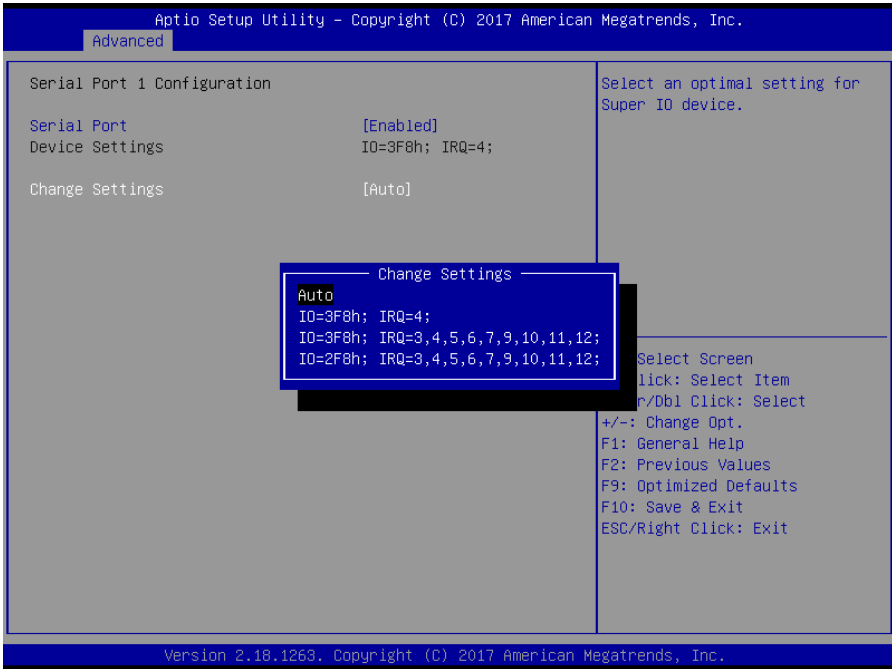 Aptio Setup Utility – Copyright (C) 2017 American Megatrends, Inc.
Advanced
Serial Port 1 Configuration
Serial Port [Enabled]
Device Settings IO=3F8h; IRQ=4;
Change Settings [Auto]
Select an optimal setting for
Super IO device.
Change Settings
Auto
IO=3F8h; IRQ=4;
IO=3F8h; IRQ=3,4,5,6,7,9,10,11,12;
IO=2F8h; IRQ=3,4,5,6,7,9,10,11,12;
Select Screen
lick: Select Item
r/Dbl Click: Select
+/-: Change Opt.
F1: General Help
F2: Previous Values
F9: Optimized Defaults
F10: Save & Exit
ESC/Right Click: Exit
Version 2.18.1263. Copyright (C) 2017 American Megatrends, Inc.